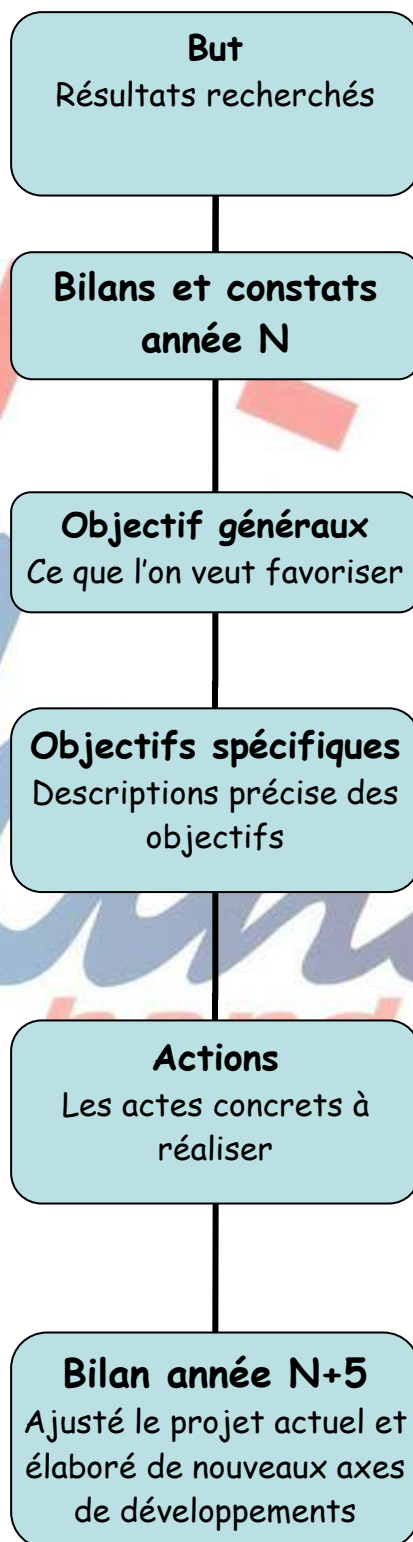 But
Résultats recherchés
Bilans et constats
année N
Objectif généraux
Ce que l'on veut favoriser
Objectifs spécifiques
Descriptions précise des
objectifs
Actions
Les actes concrets à
réaliser
Bilan année N+5
Ajusté le projet actuel et
élaboré de nouveaux axes
de développements